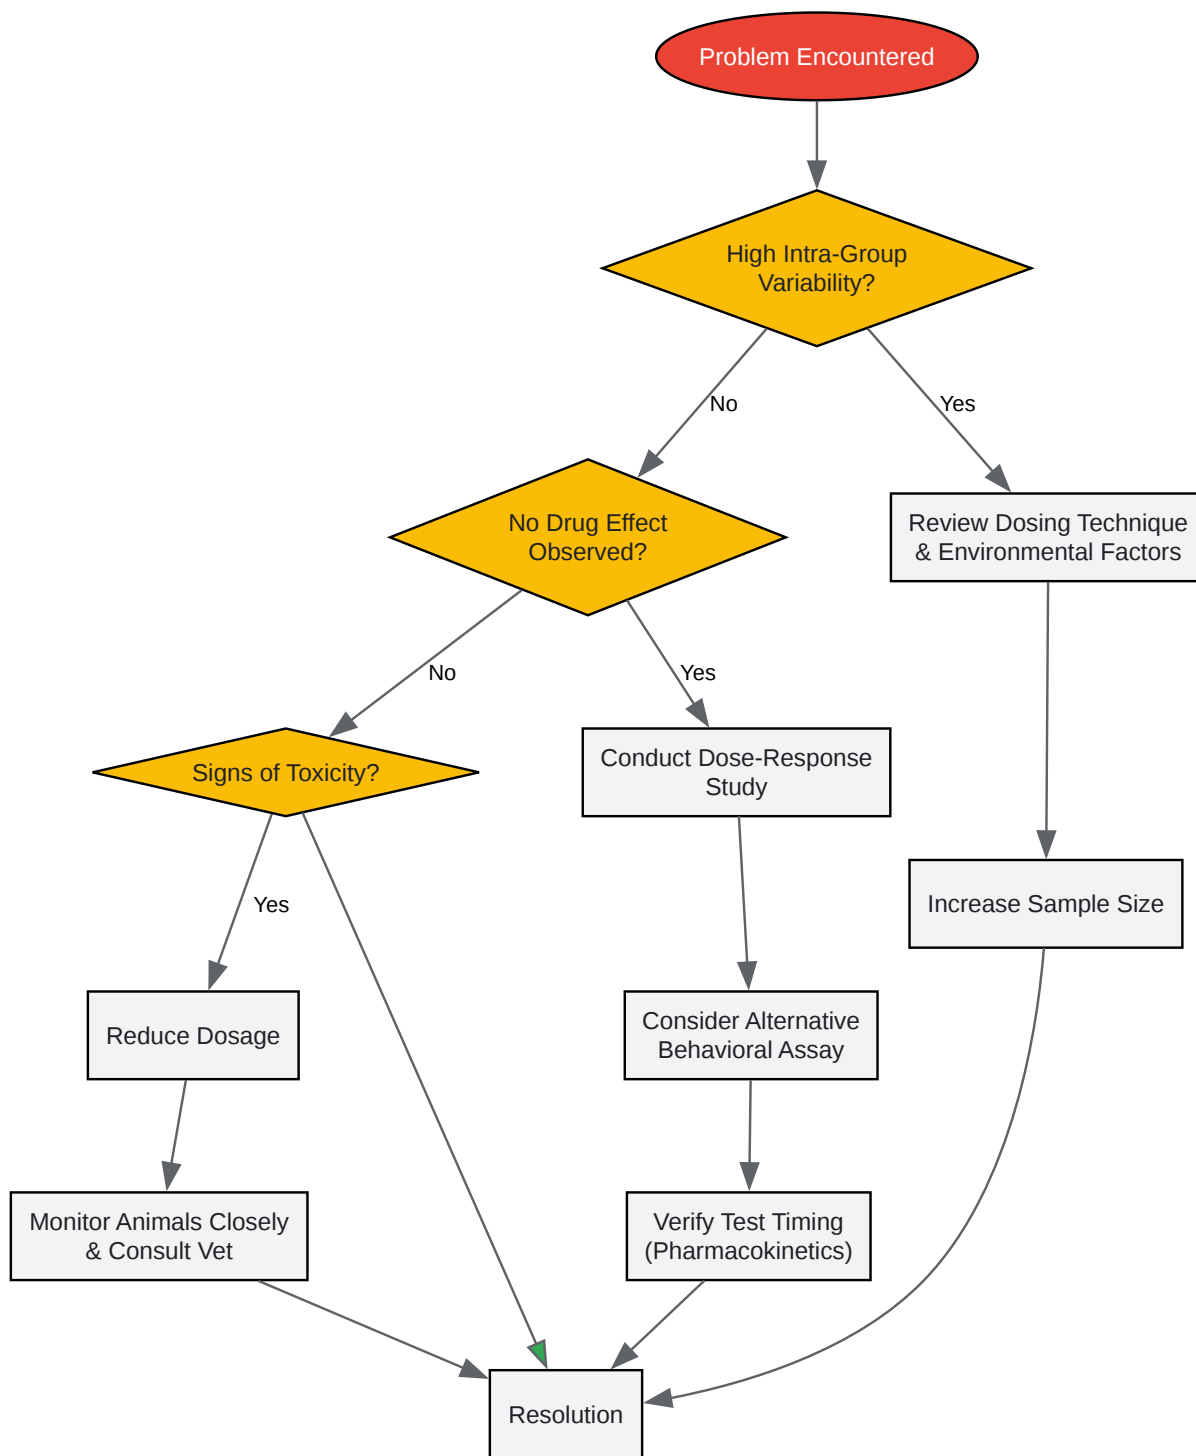 Problem Encountered
High Intra-Group
Variability?
No
Yes
No Drug Effect
Observed?
Review Dosing Technique
& Environmental Factors
No
Yes
Signs of Toxicity?
Conduct Dose-Response
Study
Yes
Increase Sample Size
Reduce Dosage
Consider Alternative
Behavioral Assay
Monitor Animals Closely
& Consult Vet
Verify Test Timing
(Pharmacokinetics)
Resolution